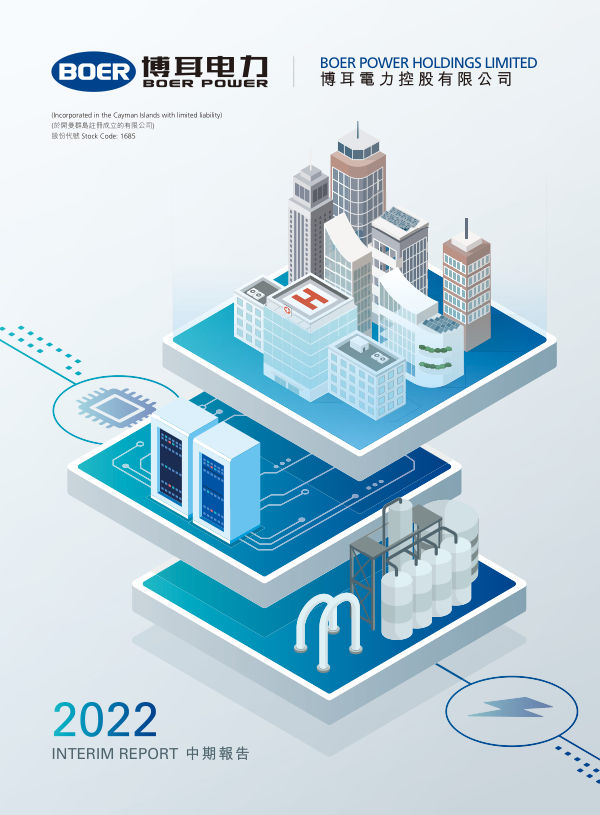 BOER 博耳电力
BOER POWER
BOER POWER HOLDINGS LIMITED
博耳電力控股有限公司
(Incorporated in the Cayman Islands with limited liability)
(於開曼群島註冊成立的有限公司)
股份代號 Stock Code: 1685
H
2022
INTERIM REPORT 中期報告